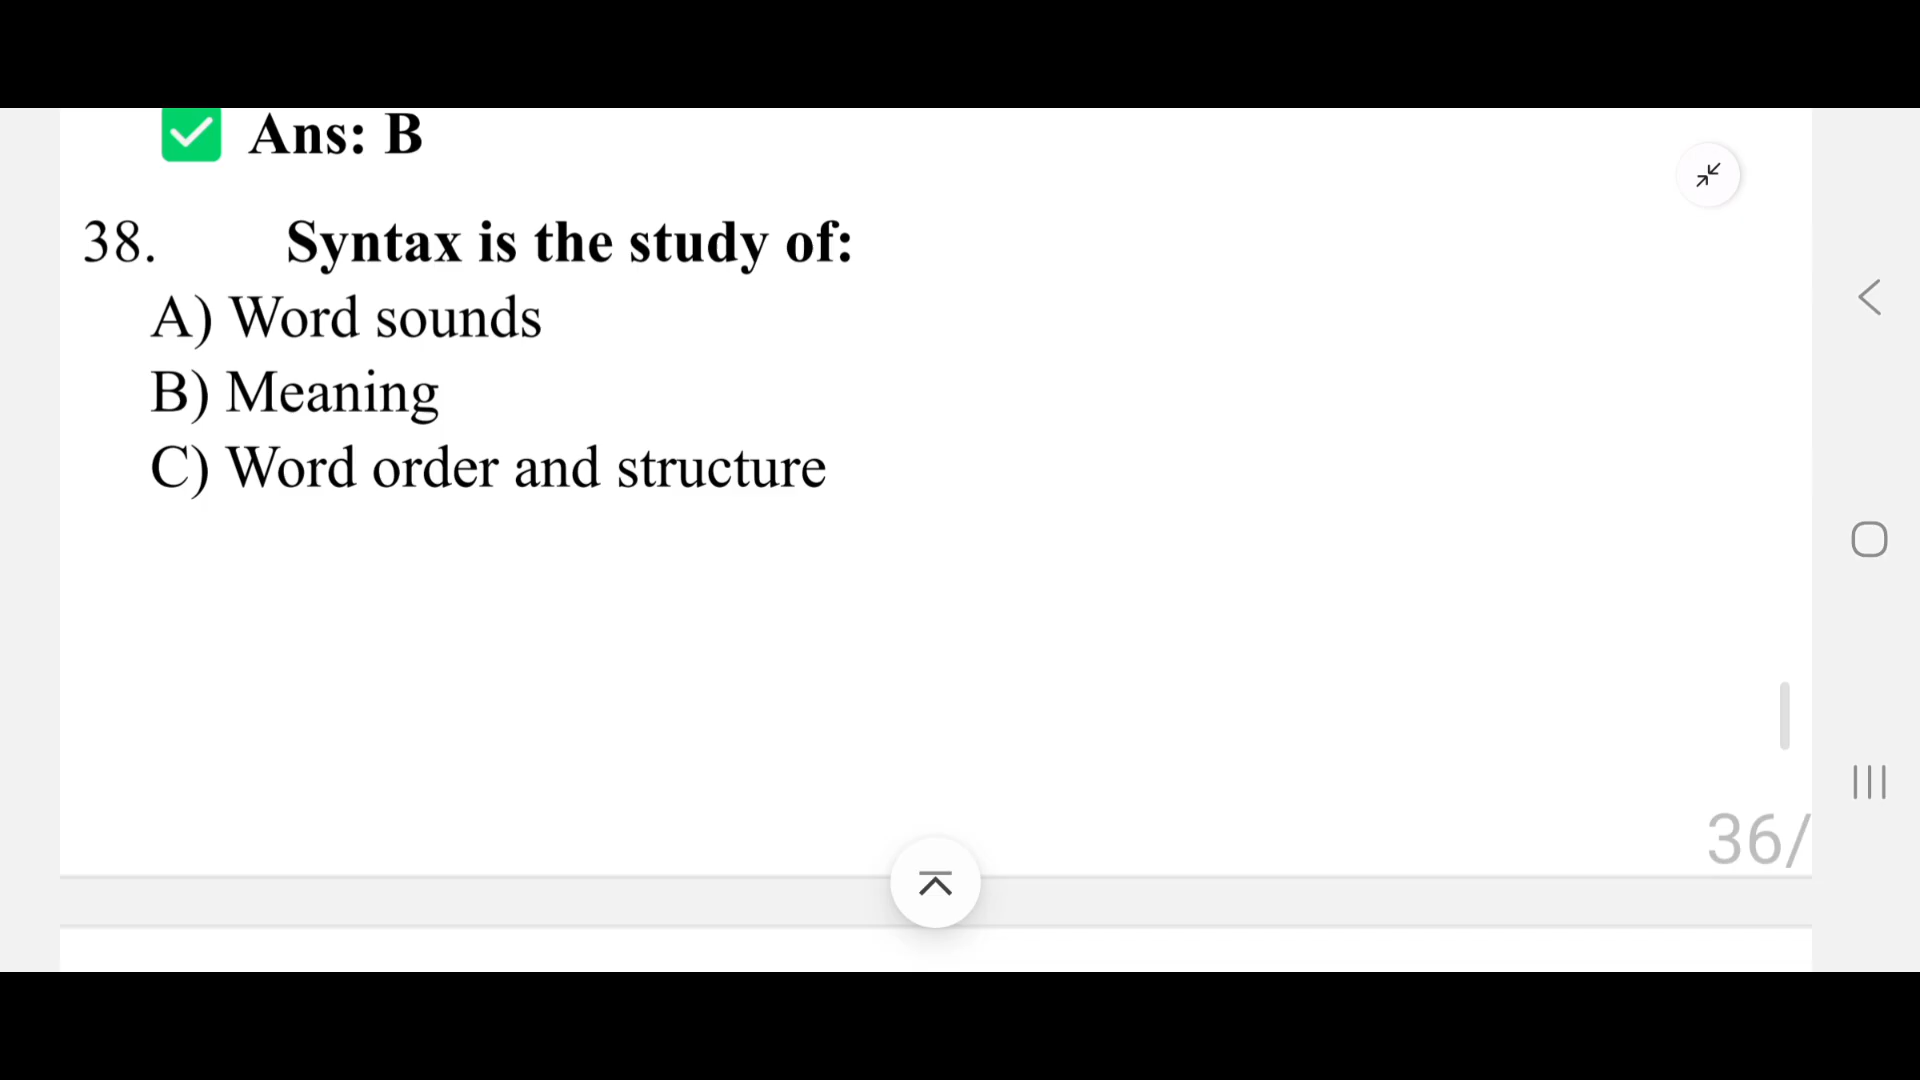 Ans: B
38. Syntax is the study of:
A) Word sounds
B) Meaning
C) Word order and structure
36/